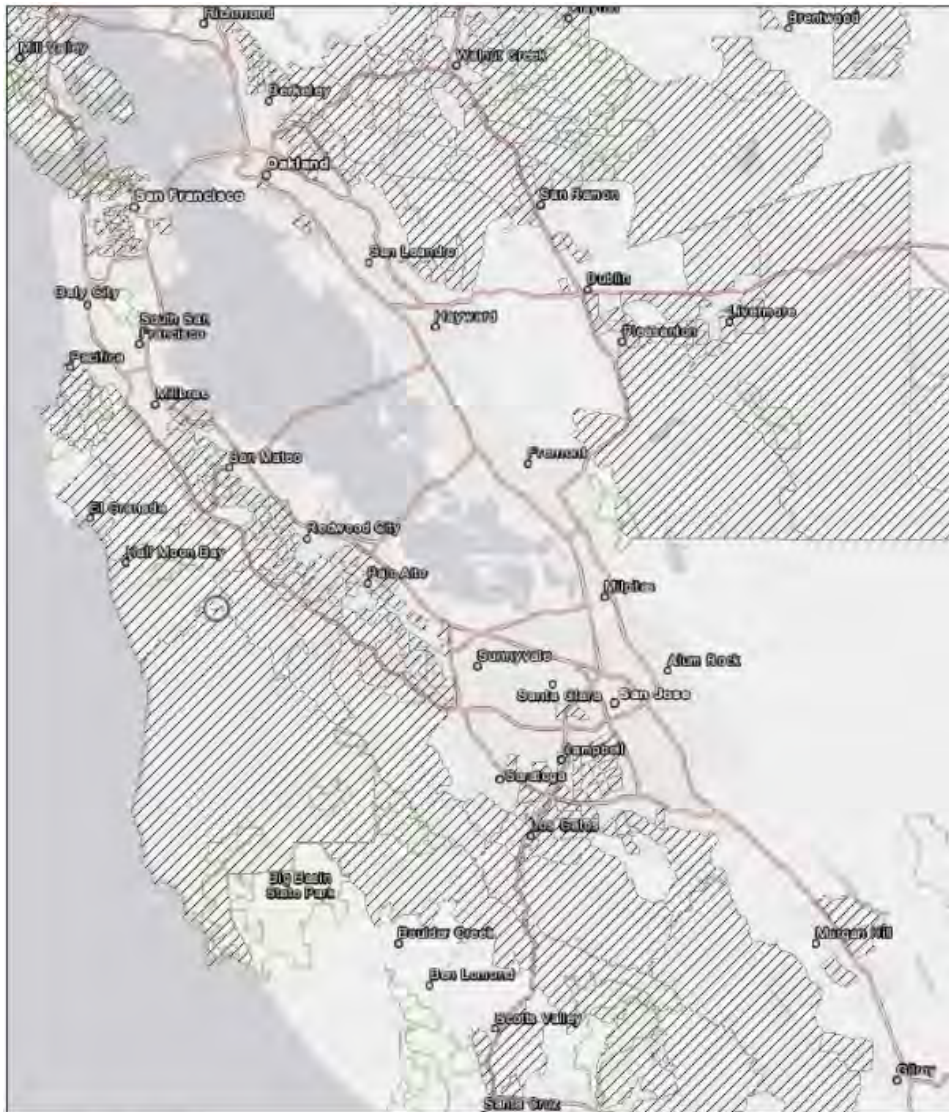 Richmond
Clayton
Brentwood
Mill Valley
Walnut Creek
Berkeley
Oakland
San Francisco
San Ramon
San Leandro
Dublin
Daly City
South San
Francisco
Hayward
Livermore
Pleasanton
Pacifica
Millbrae
San Mateo
Fremont
El Granada
Redwood City
Half Moon Bay
Palo Alto
Milpitas
Sunnyvale
Alum Rock
Santa Clara
San Jose
Campbell
Saratoga
Los Gatos
Big Basin
State Park
Boulder Creek
Morgan Hill
Ben Lomond
Scotts Valley
Gilroy
Santa Cruz